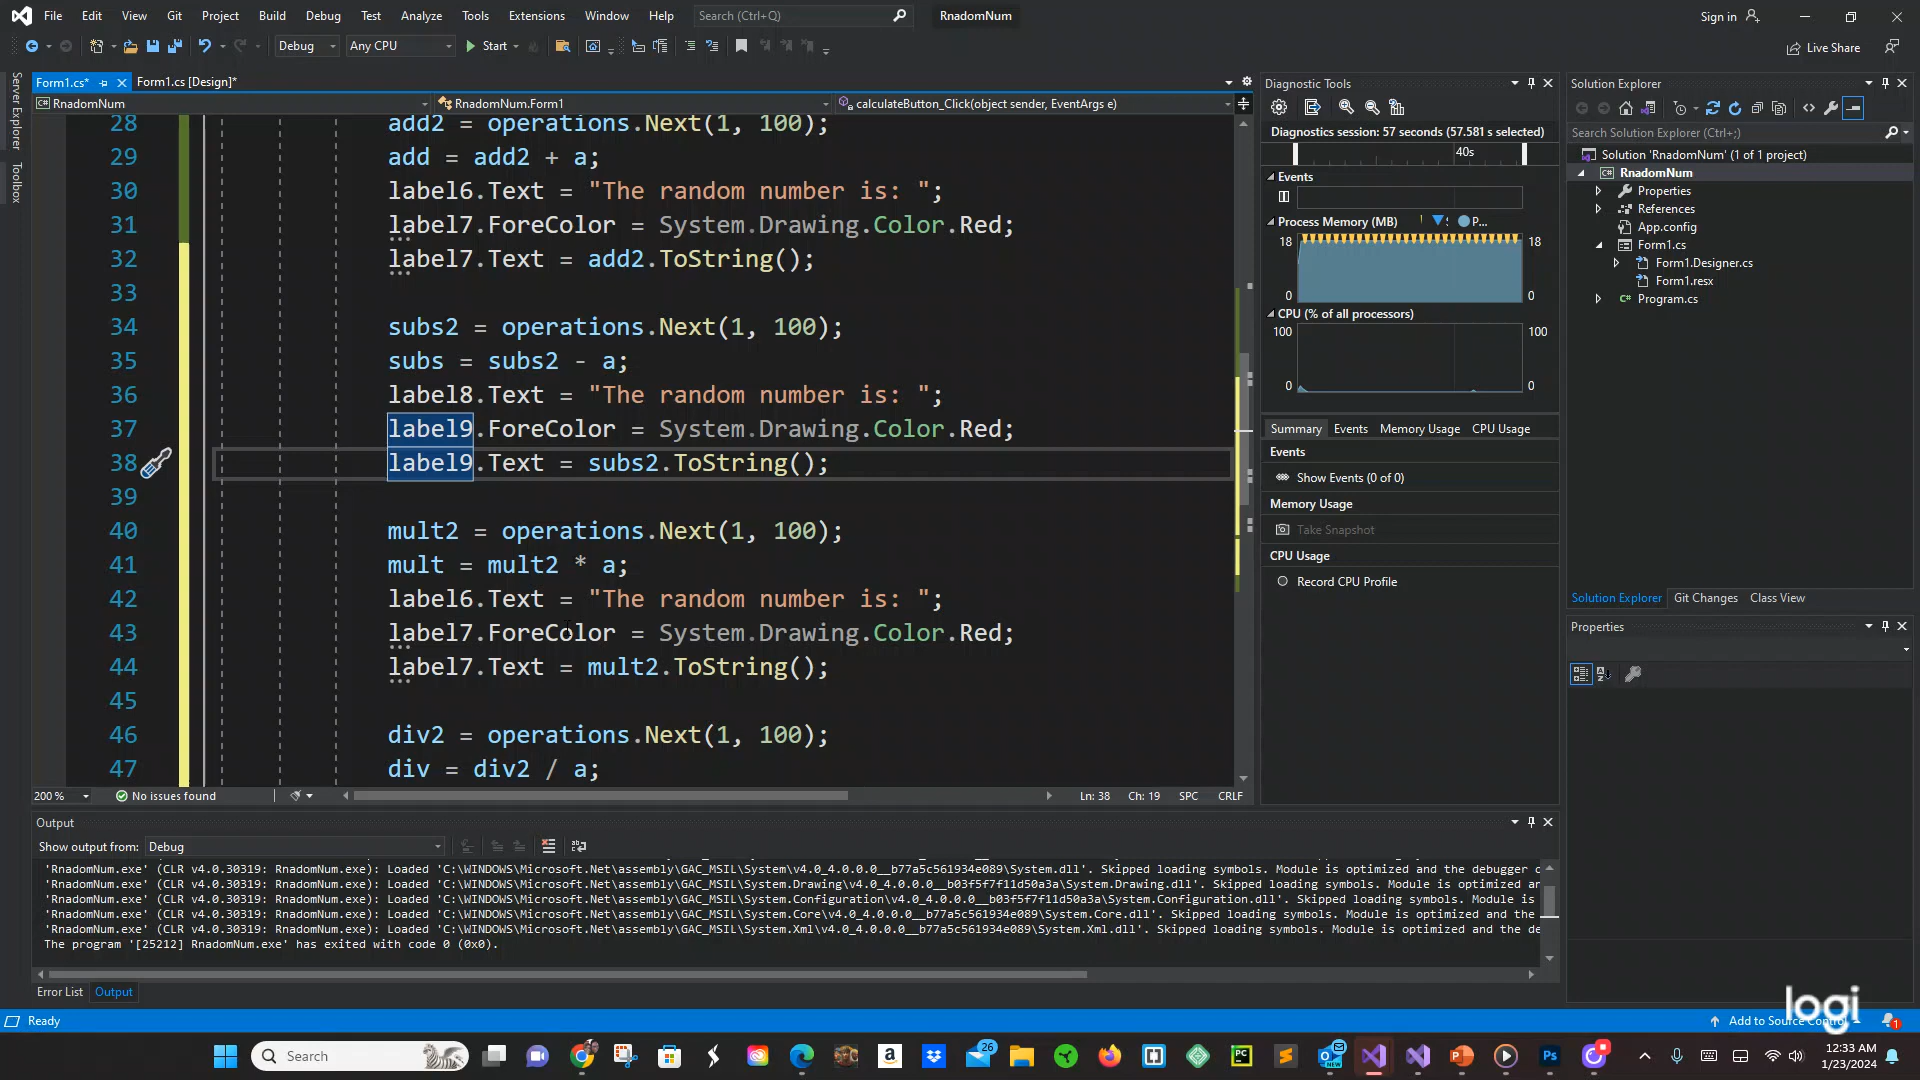 File Edit View Git Project Build Debug Test Analyze Tools Extensions Window Help Search (Ctrl+Q) RnadomNum Sign in
Debug Any CPU Start Live Share
Server Explorer
Toolbox
Form1.cs* Form1.cs [Design]*
RnadomNum RnadomNum.Form1 calculateButton_Click(object sender, EventArgs e)
28 add2 = operations.Next(1, 100);
29 add = add2 + a;
30 label6.Text = "The random number is: ";
31 label7.ForeColor = System.Drawing.Color.Red;
32 label7.Text = add2.ToString();
33
34 subs2 = operations.Next(1, 100);
35 subs = subs2 - a;
36 label8.Text = "The random number is: ";
37 label9.ForeColor = System.Drawing.Color.Red;
38 label9.Text = subs2.ToString();
39
40 mult2 = operations.Next(1, 100);
41 mult = mult2 * a;
42 label6.Text = "The random number is: ";
43 label7.ForeColor = System.Drawing.Color.Red;
44 label7.Text = mult2.ToString();
45
46 div2 = operations.Next(1, 100);
47 div = div2 / a;
200 % No issues found Ln: 38 Ch: 19 SPC CRLF
Diagnostic Tools
Diagnostics session: 57 seconds (57.581 s selected)
40s
Events
Process Memory (MB) P...
18 18
0 0
CPU (% of all processors)
100 100
0 0
Summary Events Memory Usage CPU Usage
Events
Show Events (0 of 0)
Memory Usage
Take Snapshot
CPU Usage
Record CPU Profile
Solution Explorer
Search Solution Explorer (Ctrl+;)
Solution 'RnadomNum' (1 of 1 project)
RnadomNum
Properties
References
App.config
Form1.cs
Form1.Designer.cs
Form1.resx
Program.cs
Solution Explorer Git Changes Class View
Properties
Output
Show output from: Debug
'RnadomNum.exe' (CLR v4.0.30319: RnadomNum.exe): Loaded 'C:\WINDOWS\Microsoft.Net\assembly\GAC_MSIL\System\v4.0_4.0.0.0__b77a5c561934e089\System.dll'. Skipped loading symbols. Module is optimized and the debugger o
'RnadomNum.exe' (CLR v4.0.30319: RnadomNum.exe): Loaded 'C:\WINDOWS\Microsoft.Net\assembly\GAC_MSIL\System.Drawing\v4.0_4.0.0.0__b03f5f7f11d50a3a\System.Drawing.dll'. Skipped loading symbols. Module is optimized an
'RnadomNum.exe' (CLR v4.0.30319: RnadomNum.exe): Loaded 'C:\WINDOWS\Microsoft.Net\assembly\GAC_MSIL\System.Configuration\v4.0_4.0.0.0__b03f5f7f11d50a3a\System.Configuration.dll'. Skipped loading symbols. Module is
'RnadomNum.exe' (CLR v4.0.30319: RnadomNum.exe): Loaded 'C:\WINDOWS\Microsoft.Net\assembly\GAC_MSIL\System.Core\v4.0_4.0.0.0__b77a5c561934e089\System.Core.dll'. Skipped loading symbols. Module is optimized and the
'RnadomNum.exe' (CLR v4.0.30319: RnadomNum.exe): Loaded 'C:\WINDOWS\Microsoft.Net\assembly\GAC_MSIL\System.Xml\v4.0_4.0.0.0__b77a5c561934e089\System.Xml.dll'. Skipped loading symbols. Module is optimized and the de
The program '[25212] RnadomNum.exe' has exited with code 0 (0x0).
Error List Output
logi
Ready Add to Source Control 1
Search 26 NEW PC 12:33 AM
1/23/2024